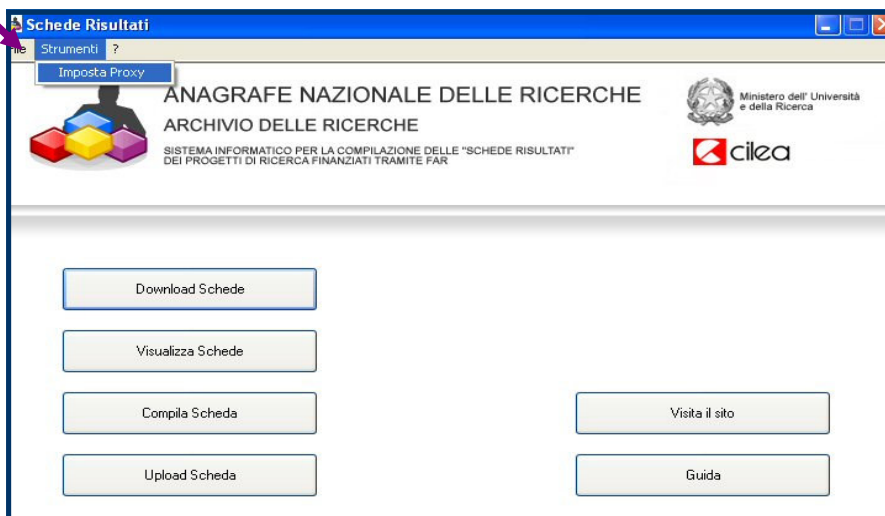 Schede Risultati
File Strumenti ?
Imposta Proxy
ANAGRAFE NAZIONALE DELLE RICERCHE
ARCHIVIO DELLE RICERCHE
SISTEMA INFORMATICO PER LA COMPILAZIONE DELLE "SCHEDE RISULTATI"
DEI PROGETTI DI RICERCA FINANZIATI TRAMITE FAR
Ministero dell' Università
e della Ricerca
cilea
Download Schede
Visualizza Schede
Compila Scheda
Visita il sito
Upload Scheda
Guida